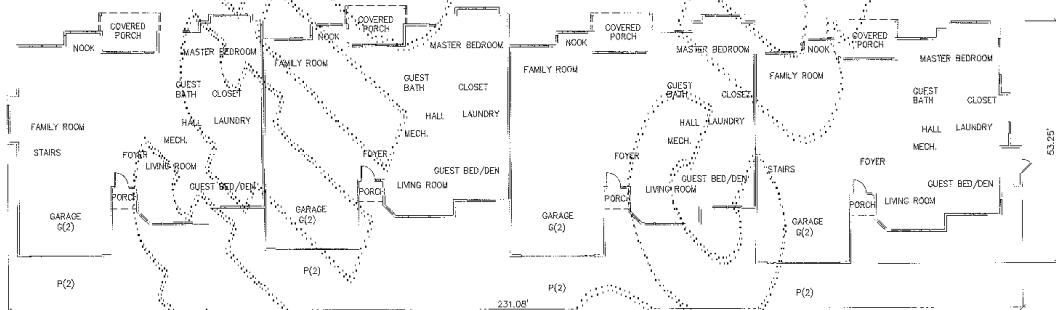 COVERED
PORCH
NOOK
MASTER BEDROOM
GUEST
BATH
CLOSET
HALL
LAUNDRY
MECH.
FAMILY ROOM
STAIRS
FOYER
LIVING ROOM
GUEST BED/DEN
PORCH
GARAGE
G(2)
P(2)
COVERED
PORCH
NOOK
MASTER BEDROOM
FAMILY ROOM
GUEST
BATH
CLOSET
HALL
LAUNDRY
MECH.
FOYER
GUEST BED/DEN
LIVING ROOM
PORCH
GARAGE
G(2)
P(2)
COVERED
PORCH
NOOK
MASTER BEDROOM
FAMILY ROOM
GUEST
BATH
CLOSET
HALL
LAUNDRY
MECH.
FOYER
GUEST BED/DEN
LIVING ROOM
PORCH
GARAGE
G(2)
P(2)
COVERED
PORCH
NOOK
MASTER BEDROOM
FAMILY ROOM
GUEST
BATH
CLOSET
HALL
LAUNDRY
MECH.
STAIRS
FOYER
GUEST BED/DEN
LIVING ROOM
PORCH
GARAGE
G(2)
P(2)
231.08'
53.25'